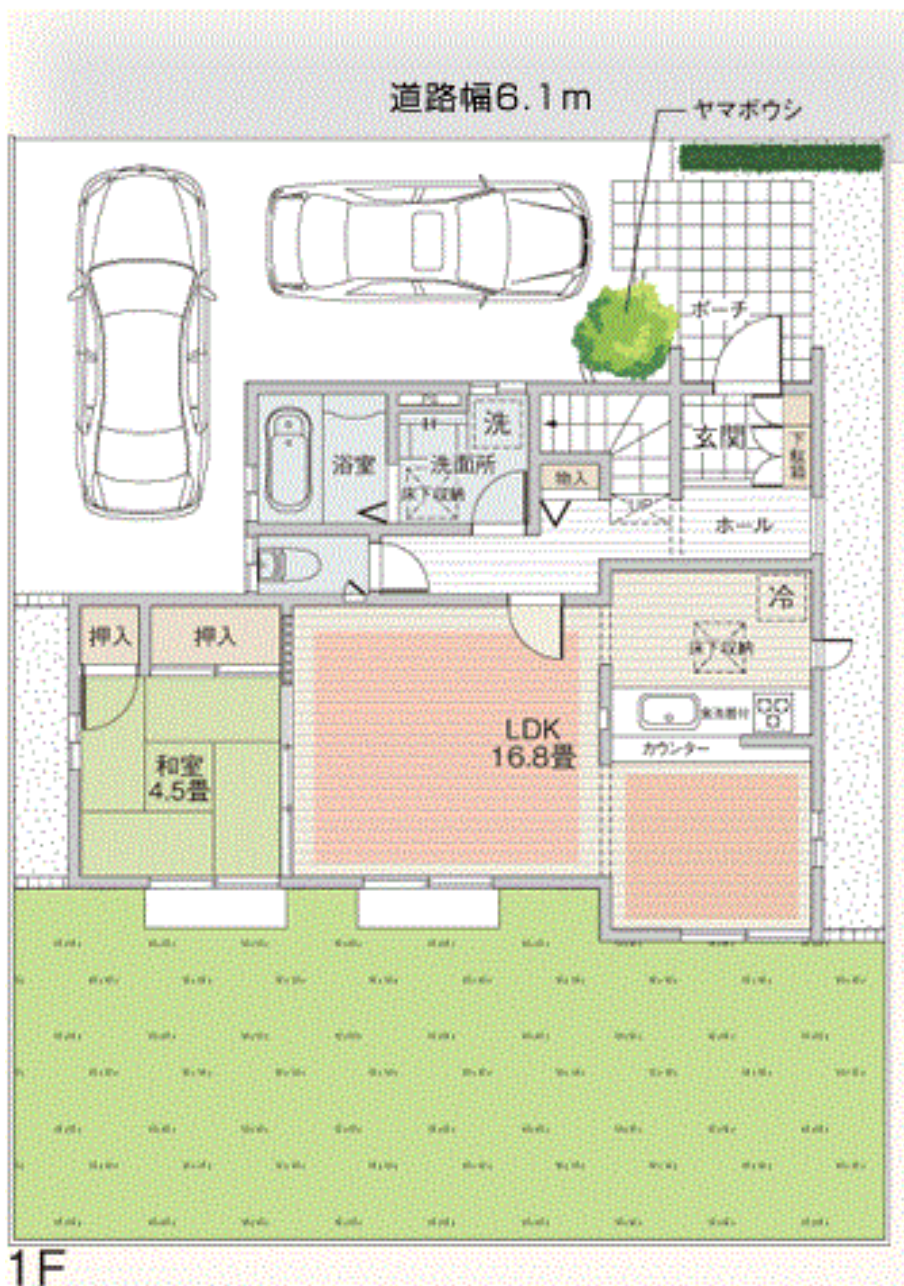 道路幅6.1m
ヤマボウシ
ポーチ
洗
玄関
下駄箱
浴室
洗面所
床下収納
物入
UP
ホール
冷
押入
押入
床下収納
LDK
16.8畳
カウンター
和室
4.5畳
1F